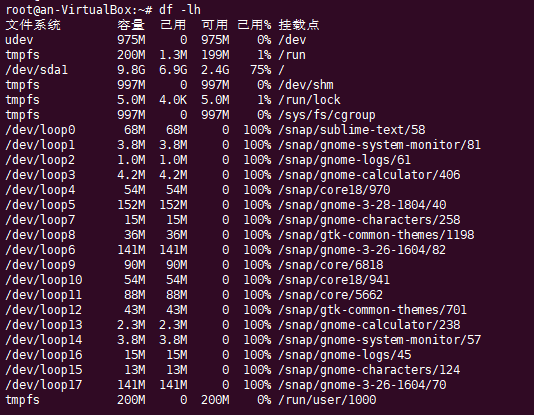 root@an-VirtualBox:~# df -lh
文件系统 容量 已用 可用 已用% 挂载点
udev 975M 0 975M 0% /dev
tmpfs 200M 1.3M 199M 1% /run
/dev/sda1 9.8G 6.9G 2.4G 75% /
tmpfs 997M 0 997M 0% /dev/shm
tmpfs 5.0M 4.0K 5.0M 1% /run/lock
tmpfs 997M 0 997M 0% /sys/fs/cgroup
/dev/loop0 68M 68M 0 100% /snap/sublime-text/58
/dev/loop1 3.8M 3.8M 0 100% /snap/gnome-system-monitor/81
/dev/loop2 1.0M 1.0M 0 100% /snap/gnome-logs/61
/dev/loop3 4.2M 4.2M 0 100% /snap/gnome-calculator/406
/dev/loop4 54M 54M 0 100% /snap/core18/970
/dev/loop5 152M 152M 0 100% /snap/gnome-3-28-1804/40
/dev/loop7 15M 15M 0 100% /snap/gnome-characters/258
/dev/loop8 36M 36M 0 100% /snap/gtk-common-themes/1198
/dev/loop6 141M 141M 0 100% /snap/gnome-3-26-1604/82
/dev/loop9 90M 90M 0 100% /snap/core/6818
/dev/loop10 54M 54M 0 100% /snap/core18/941
/dev/loop11 88M 88M 0 100% /snap/core/5662
/dev/loop12 43M 43M 0 100% /snap/gtk-common-themes/701
/dev/loop13 2.3M 2.3M 0 100% /snap/gnome-calculator/238
/dev/loop14 3.8M 3.8M 0 100% /snap/gnome-system-monitor/57
/dev/loop16 15M 15M 0 100% /snap/gnome-logs/45
/dev/loop15 13M 13M 0 100% /snap/gnome-characters/124
/dev/loop17 141M 141M 0 100% /snap/gnome-3-26-1604/70
tmpfs 200M 0 200M 0% /run/user/1000